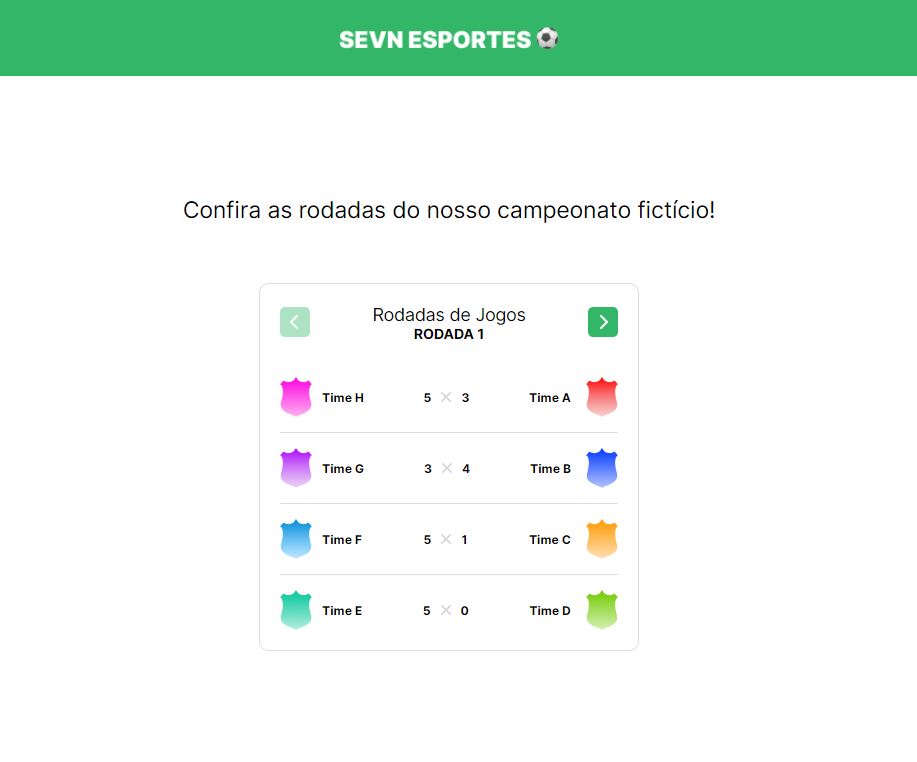 SEVN ESPORTES ⚽
Confira as rodadas do nosso campeonato fictício!
Rodadas de Jogos
RODADA 1
Time H 5 × 3 Time A
Time G 3 × 4 Time B
Time F 5 × 1 Time C
Time E 5 × 0 Time D